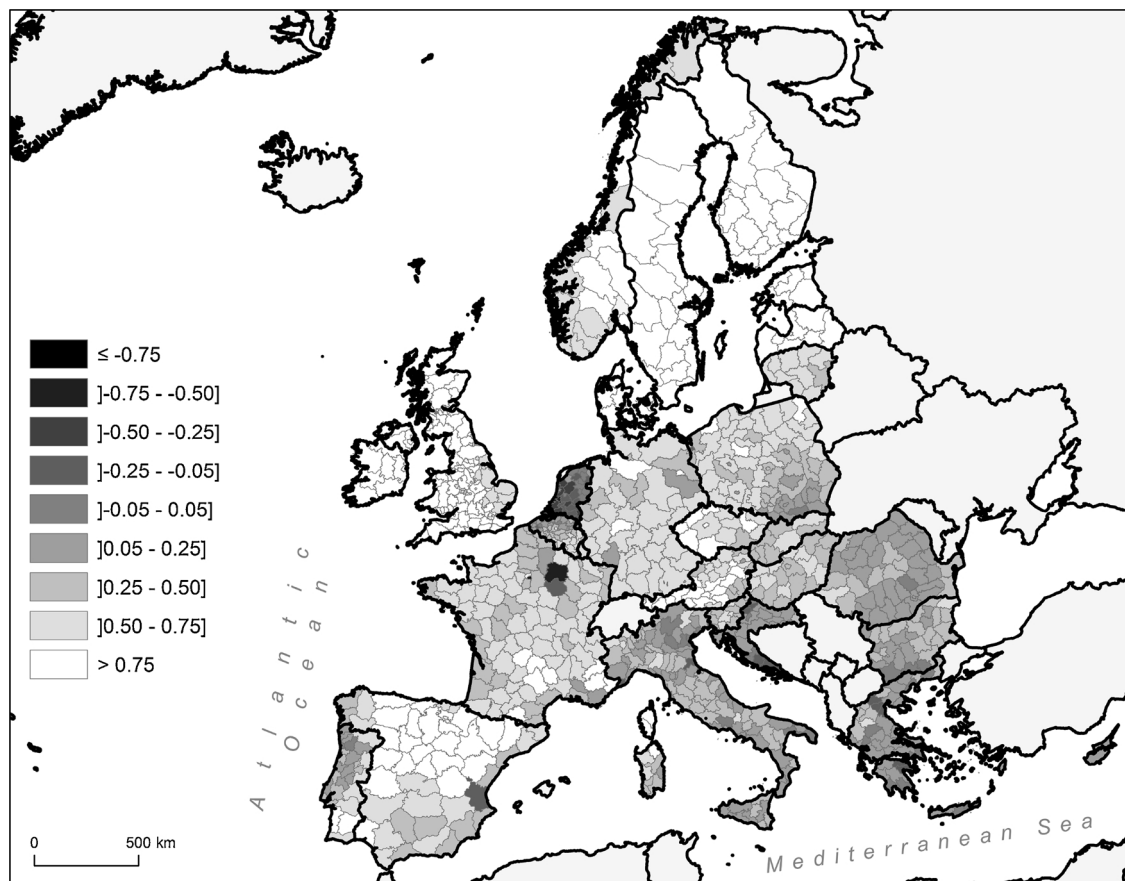 ≤ -0.75
]-0.75 - -0.50]
]-0.50 - -0.25]
]-0.25 - -0.05]
]-0.05 - 0.05]
]0.05 - 0.25]
]0.25 - 0.50]
]0.50 - 0.75]
> 0.75
Atlantic
Ocean
0 500 km
Mediterranean Sea